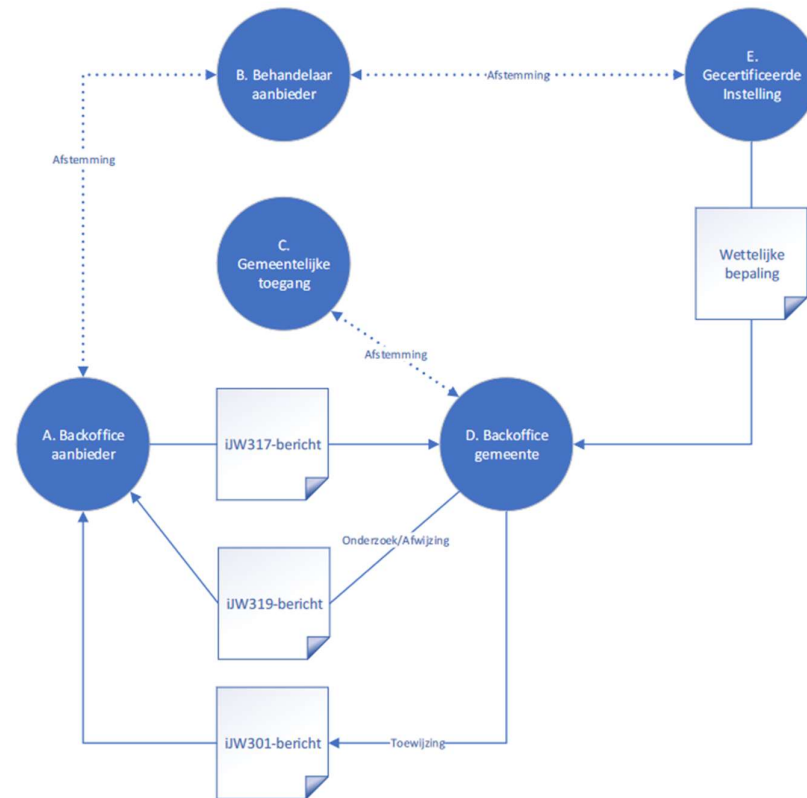 B. Behandelaar
aanbieder
Afstemming
E.
Gecertificeerde
Instelling
Afstemming
C.
Gemeentelijke
toegang
Wettelijke
bepaling
Afstemming
A. Backoffice
aanbieder
iJW317-bericht
D. Backoffice
gemeente
Onderzoek/Afwijzing
iJW319-bericht
iJW301-bericht
Toewijzing